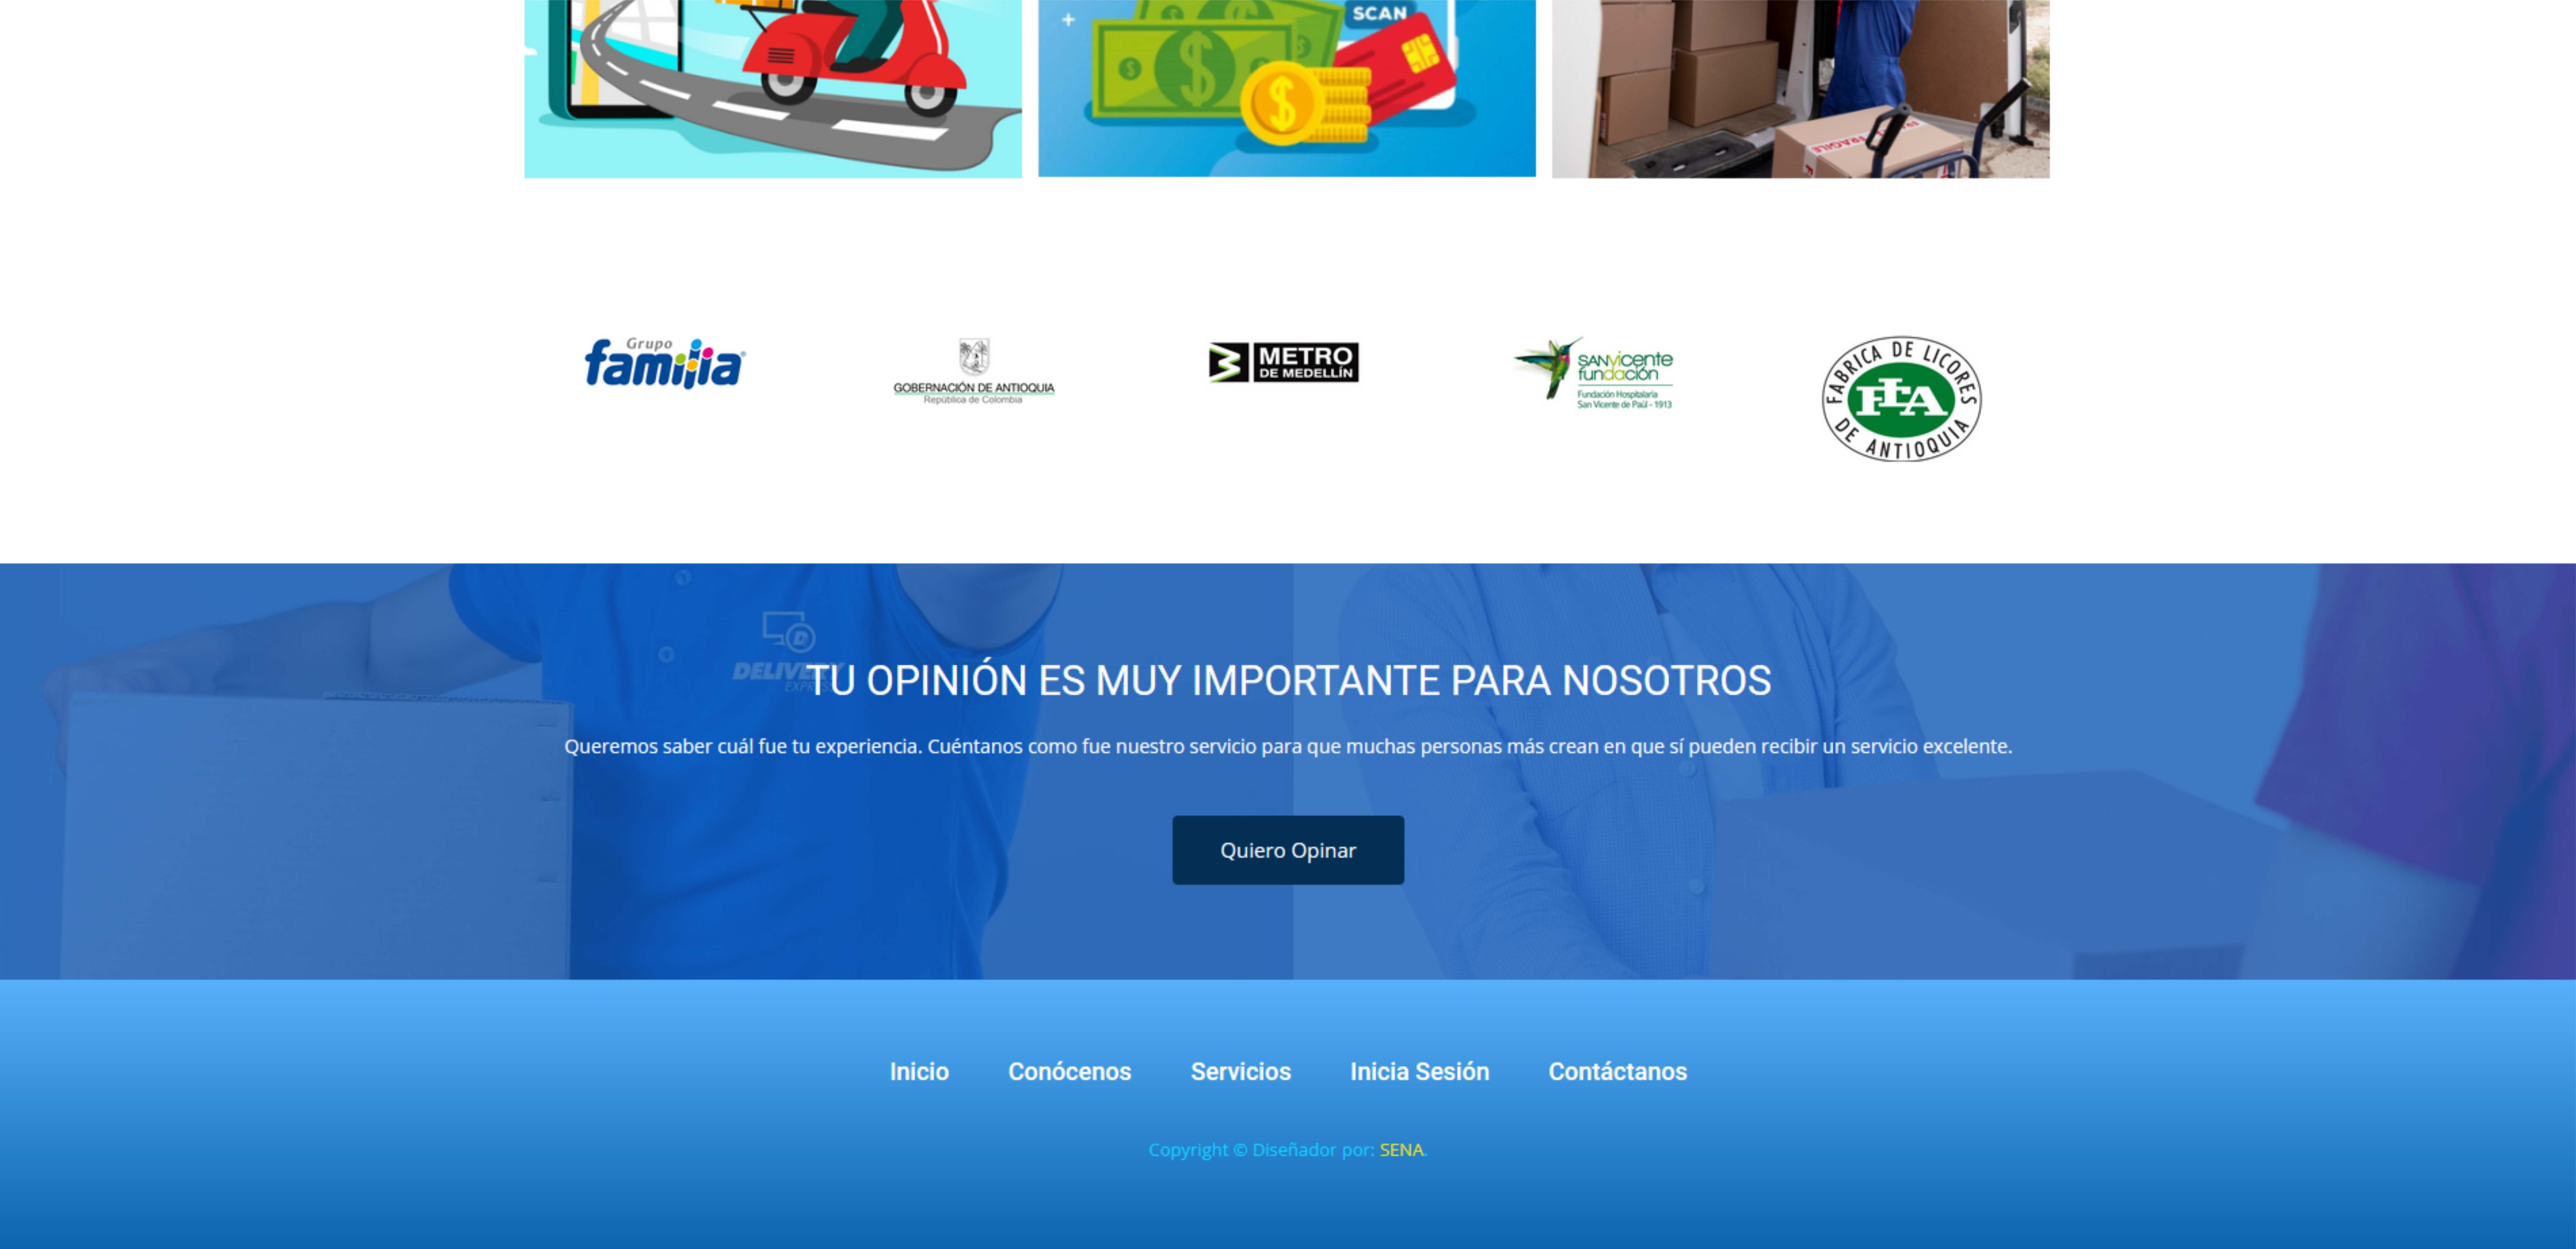 SCAN
FRAGILE
Grupo
familia
GOBERNACIÓN DE ANTIOQUIA
República de Colombia
METRO
DE MEDELLÍN
SANVicente
fundación
Fundación Hospitalaria
San Vicente de Paúl - 1913
FABRICA DE LICORES
FLA
DE ANTIOQUIA
DELIVERY
EXPRESS
TU OPINIÓN ES MUY IMPORTANTE PARA NOSOTROS
Queremos saber cuál fue tu experiencia. Cuéntanos como fue nuestro servicio para que muchas personas más crean en que sí pueden recibir un servicio excelente.
Quiero Opinar
Inicio Conócenos Servicios Inicia Sesión Contáctanos
Copyright © Diseñador por: SENA.